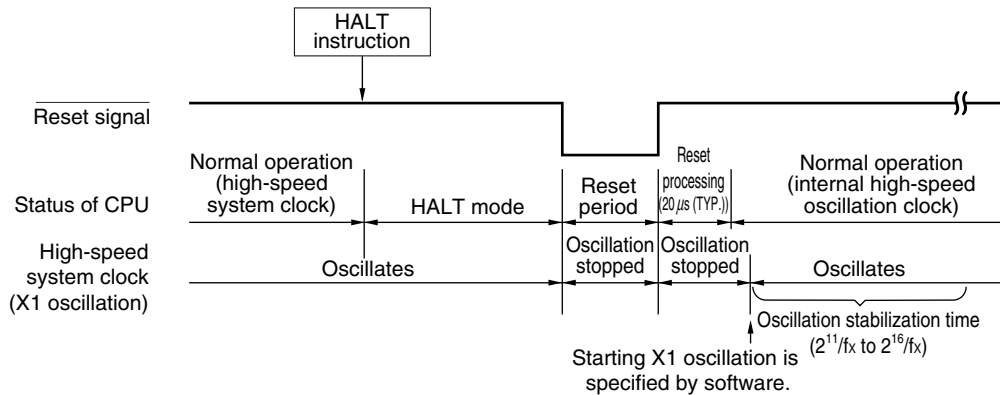 HALT
instruction
Reset signal
Normal operation
(high-speed
system clock)
Reset
processing
(20 μs (TYP.))
Normal operation
(internal high-speed
oscillation clock)
Status of CPU
HALT mode
Reset
period
High-speed
system clock
(X1 oscillation)
Oscillates
Oscillation
stopped
Oscillation
stopped
Oscillates
Oscillation stabilization time
(2¹¹/fx to 2¹⁶/fx)
Starting X1 oscillation is
specified by software.